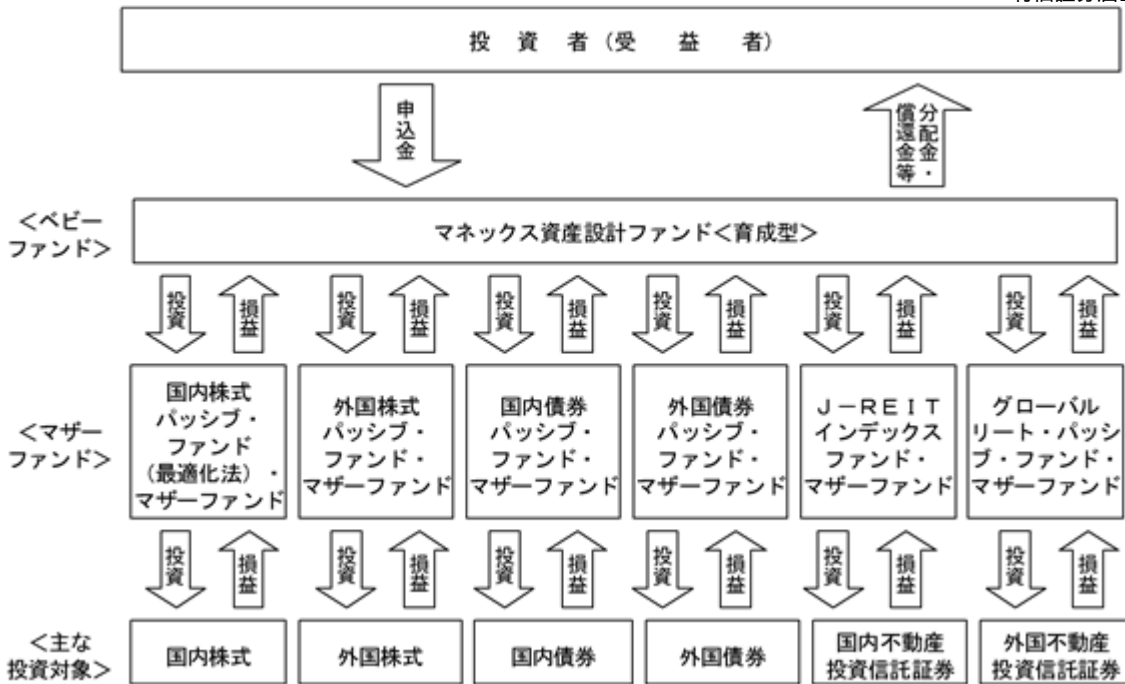 投資者(受益者)
申込金
分配金・
償還金等
<ベビー
ファンド>
マネックス資産設計ファンド<育成型>
投資
損益
投資
損益
投資
損益
投資
損益
投資
損益
投資
損益
<マザー
ファンド>
国内株式
パッシブ・
ファンド
(最適化法)・
マザーファンド
外国株式
パッシブ・
ファンド・
マザーファンド
国内債券
パッシブ・
ファンド・
マザーファンド
外国債券
パッシブ・
ファンド・
マザーファンド
J-REIT
インデックス
ファンド・
マザーファンド
グローバル
リート・パッシ
ブ・ファンド・
マザーファンド
投資
損益
投資
損益
投資
損益
投資
損益
投資
損益
投資
損益
<主な
投資対象>
国内株式
外国株式
国内債券
外国債券
国内不動産
投資信託証券
外国不動産
投資信託証券